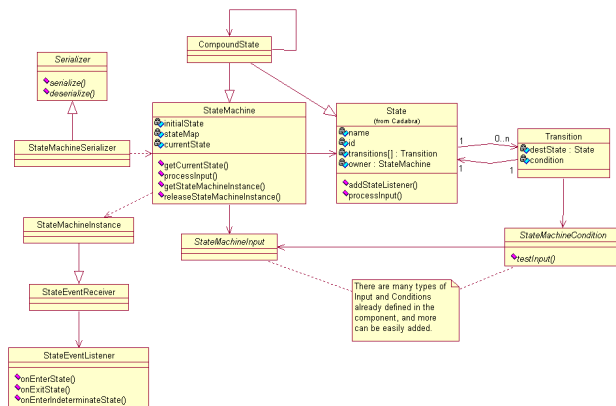 CompoundState
Serializer
serialize()
deserialize()
StateMachineSerializer
StateMachine
initialState
stateMap
currentState
getCurrentState()
processInput()
getStateMachineInstance()
releaseStateMachineInstance()
State
(from Cadabra)
name
id
transitions[] : Transition
owner : StateMachine
addStateListener()
processInput()
1
0..n
1
1
Transition
destState : State
condition
StateMachineInstance
StateMachineInput
StateMachineCondition
testInput()
There are many types of
Input and Conditions
already defined in the
component, and more
can be easily added.
StateEventReceiver
StateEventListener
onEnterState()
onExitState()
onEnterIndeterminateState()